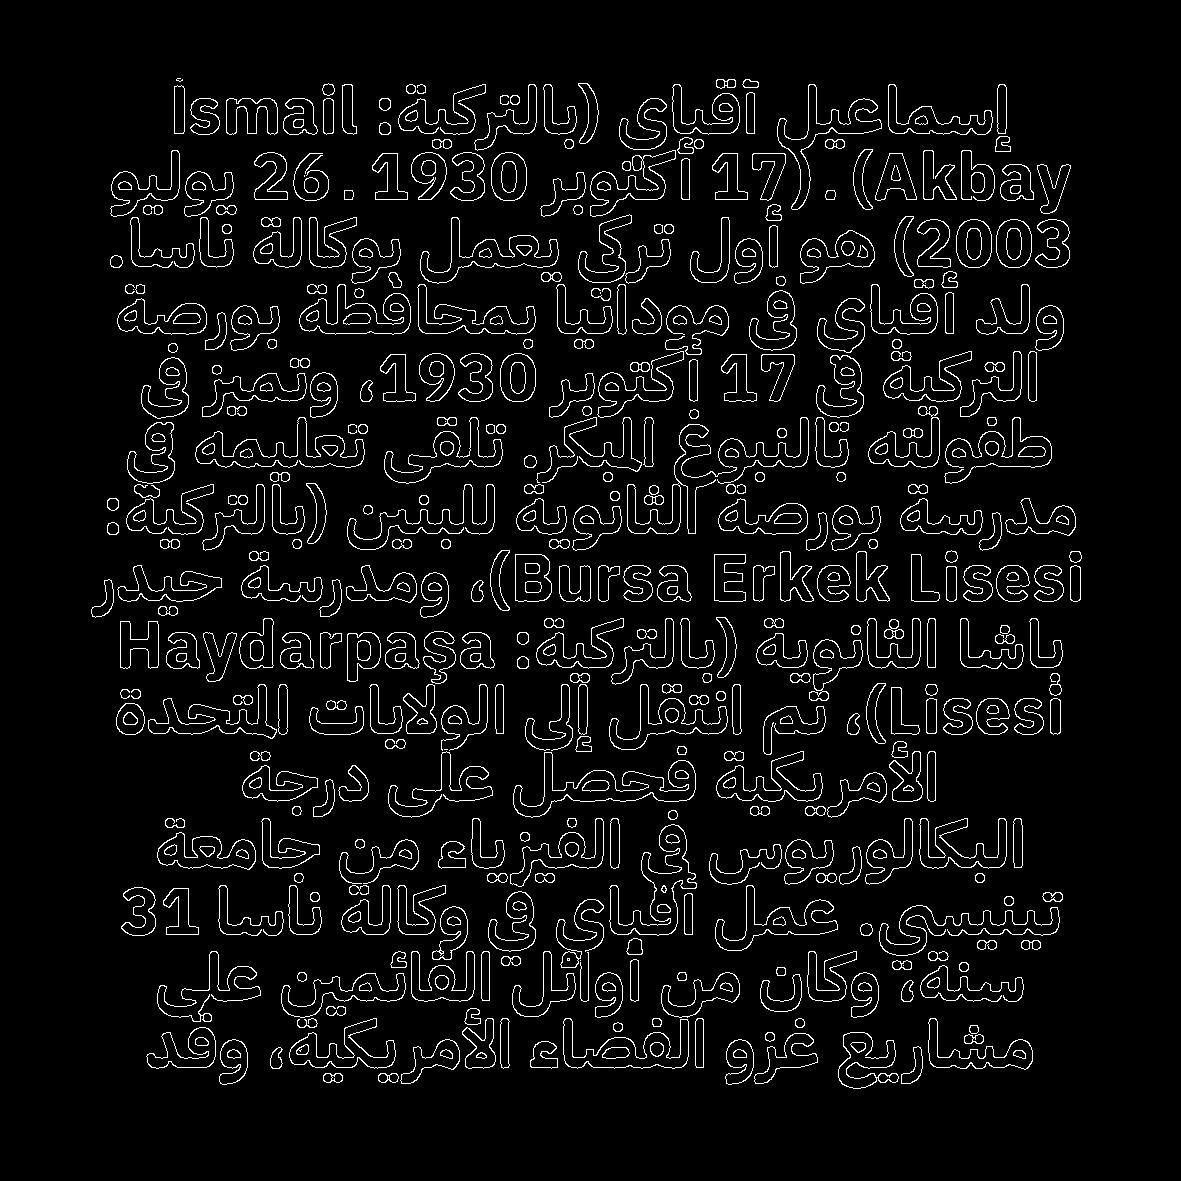 إسماعيل آقباي (بالتركية: İsmail
Akbay) . (17 أكتوبر 1930 . 26 يوليو
2003) هو أول تركي يعمل بوكالة ناسا.
ولد أقباي في مودانيا بمحافظة بورصة
التركية في 17 أكتوبر 1930، وتميز في
طفولته بالنبوغ المبكر. تلقى تعليمه في
مدرسة بورصة الثانوية للبنين (بالتركية:
Bursa Erkek Lisesi)، ومدرسة حيدر
باشا الثانوية (بالتركية: Haydarpaşa
Lisesi)، ثم انتقل إلى الولايات المتحدة
الأمريكية فحصل على درجة
البكالوريوس في الفيزياء من جامعة
تينيسي. عمل أقباي في وكالة ناسا 31
سنة، وكان من أوائل القائمين على
مشاريع غزو الفضاء الأمريكية، وقد